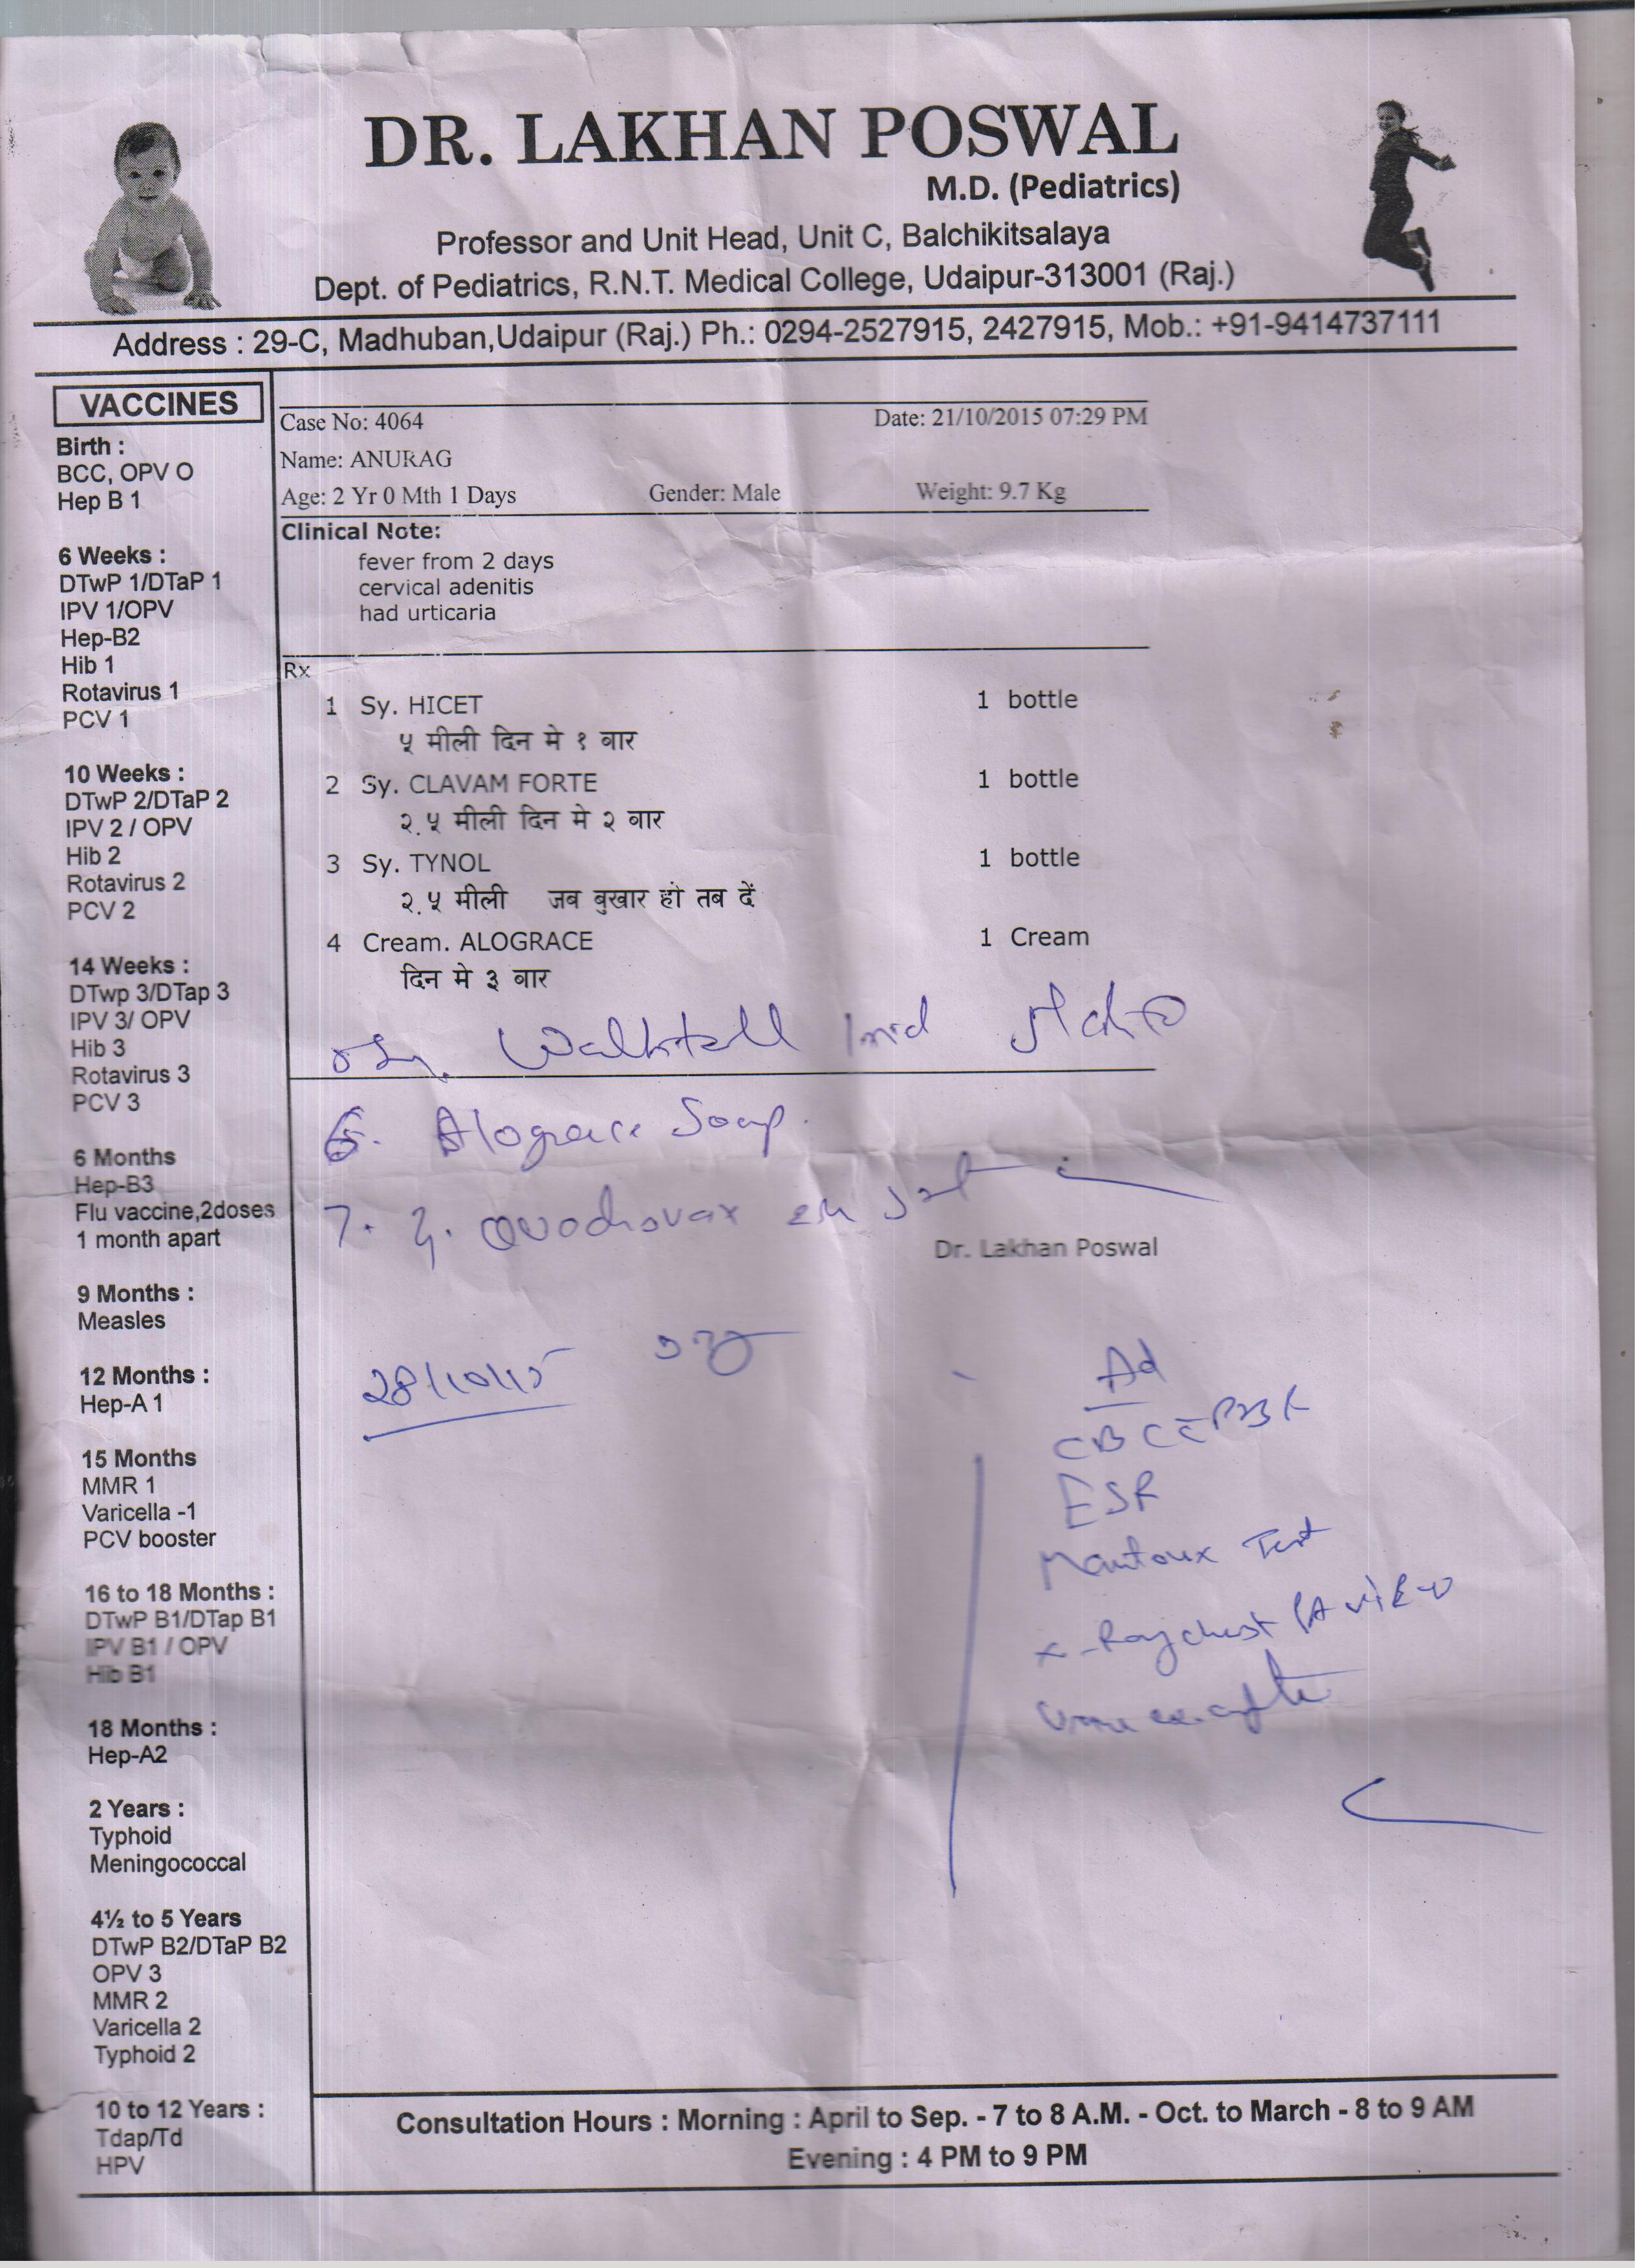 DR. LAKHAN POSWAL
M.D. (Pediatrics)
Professor and Unit Head, Unit C, Balchikitsalaya
Dept. of Pediatrics, R.N.T. Medical College, Udaipur-313001 (Raj.)
Address : 29-C, Madhuban,Udaipur (Raj.) Ph.: 0294-2527915, 2427915, Mob.: +91-9414737111
VACCINES
Birth :
BCC, OPV O
Hep B 1
6 Weeks :
DTwP 1/DTaP 1
IPV 1/OPV
Hep-B2
Hib 1
Rotavirus 1
PCV 1
10 Weeks :
DTwP 2/DTaP 2
IPV 2 / OPV
Hib 2
Rotavirus 2
PCV 2
14 Weeks :
DTwp 3/DTap 3
IPV 3/ OPV
Hib 3
Rotavirus 3
PCV 3
6 Months
Hep-B3
Flu vaccine,2doses
1 month apart
9 Months :
Measles
12 Months :
Hep-A 1
15 Months
MMR 1
Varicella -1
PCV booster
16 to 18 Months :
DTwP B1/DTap B1
IPV B1 / OPV
Hib B1
18 Months :
Hep-A2
2 Years :
Typhoid
Meningococcal
4½ to 5 Years
DTwP B2/DTaP B2
OPV 3
MMR 2
Varicella 2
Typhoid 2
10 to 12 Years :
Tdap/Td
HPV
Case No: 4064 Date: 21/10/2015 07:29 PM
Name: ANURAG
Age: 2 Yr 0 Mth 1 Days Gender: Male Weight: 9.7 Kg
Clinical Note:
fever from 2 days
cervical adenitis
had urticaria
Rx
1 Sy. HICET 1 bottle
५ मीली दिन मे १ बार
2 Sy. CLAVAM FORTE 1 bottle
२.५ मीली दिन मे २ बार
3 Sy. TYNOL 1 bottle
२.५ मीली जब बुखार हो तब दें
4 Cream. ALOGRACE 1 Cream
दिन मे ३ बार
6. Alograce Soap.
7.
Dr. Lakhan Poswal
28/10/15
Ad
CBC
ESR
Mantoux Test
X-Ray chest PA VIEW
Consultation Hours : Morning : April to Sep. - 7 to 8 A.M. - Oct. to March - 8 to 9 AM
Evening : 4 PM to 9 PM